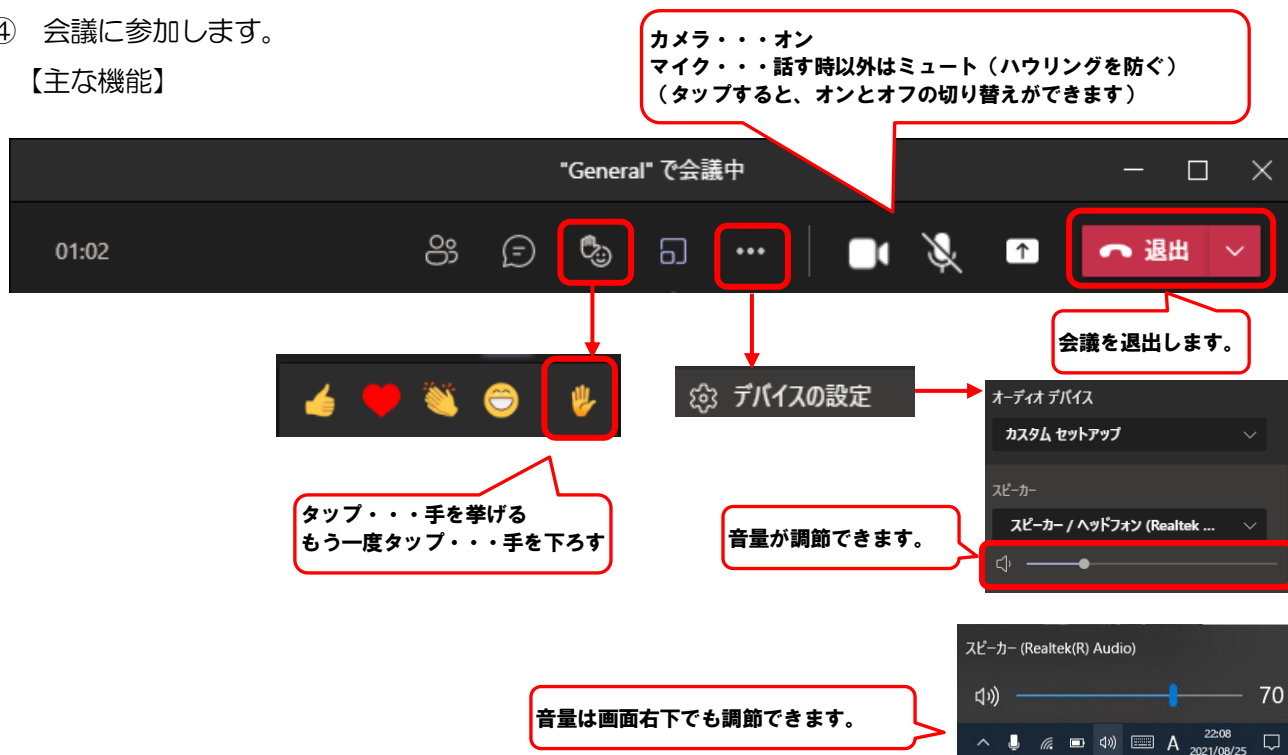 ④ 会議に参加します。
【主な機能】
カメラ・・・オン
マイク・・・話す時以外はミュート（ハウリングを防ぐ）
（タップすると、オンとオフの切り替えができます）
"General" で会議中
01:02
退出
会議を退出します。
デバイスの設定
オーディオ デバイス
カスタム セットアップ
スピーカー
スピーカー / ヘッドフォン (Realtek ...
タップ・・・手を挙げる
もう一度タップ・・・手を下ろす
音量が調節できます。
スピーカー (Realtek(R) Audio)
70
音量は画面右下でも調節できます。
A
22:08
2021/08/25